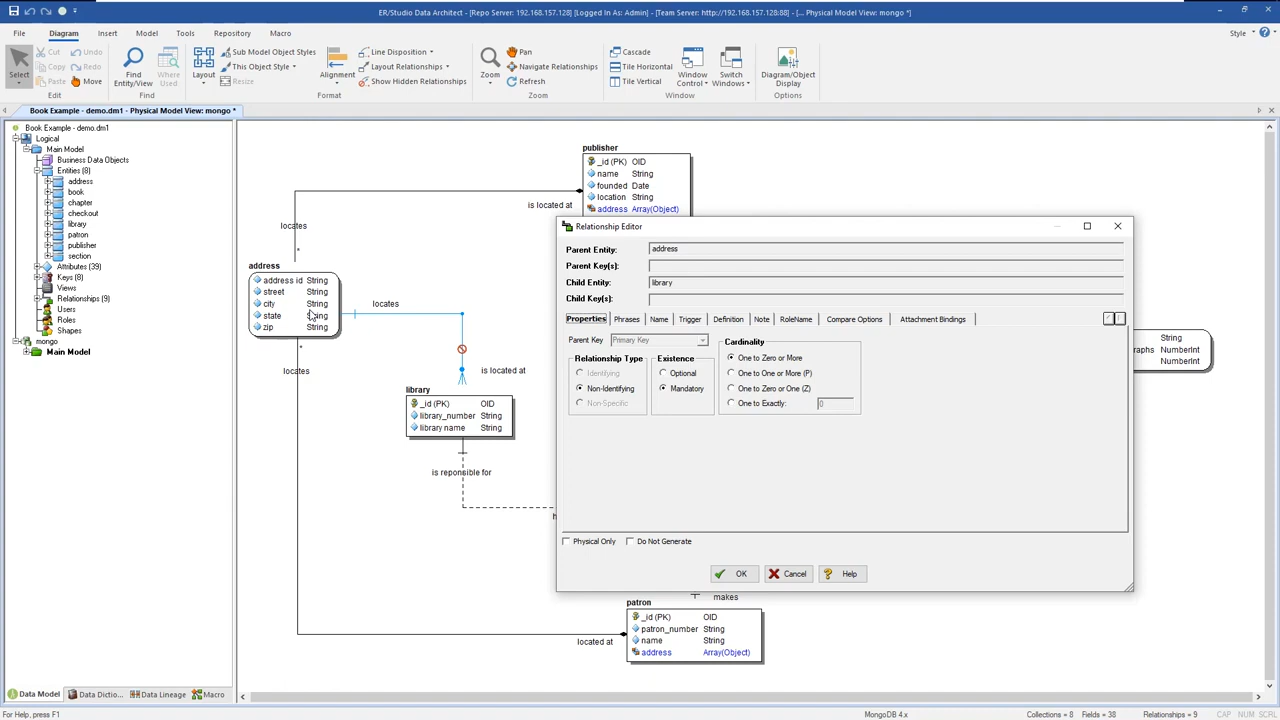 ER/Studio Data Architect - [Repo Server: 192.168.157.128] [Logged In As: Admin] - [Team Server: http://192.168.157.128:88] - [... Physical Model View: mongo *]
File Diagram Insert Model Tools Repository Macro Style
Select
Cut Undo
Copy Redo
Paste Move
Edit
Find Entity/View
Where Used
Find
Layout
Sub Model Object Styles
This Object Style
Resize
Alignment
Line Disposition
Layout Relationships
Show Hidden Relationships
Format
Zoom
Pan
Navigate Relationships
Refresh
Zoom
Cascade
Tile Horizontal
Tile Vertical
Window Control
Switch Windows
Window
Diagram/Object Display
Options
Book Example - demo.dm1 - Physical Model View: mongo *
Book Example - demo.dm1
Logical
Main Model
Business Data Objects
Entities (8)
address
book
chapter
checkout
library
patron
publisher
section
Attributes (39)
Keys (8)
Views
Relationships (9)
Users
Roles
Shapes
mongo
Main Model
publisher
_id (PK) OID
name String
founded Date
location String
address Array(Object)
is located at
locates
*
address
address id String
street String
city String
state String
zip String
*
locates
locates
is located at
library
_id (PK) OID
library_number String
library name String
is reponsible for
h
Relationship Editor
Parent Entity: address
Parent Key(s):
Child Entity: library
Child Key(s):
Properties Phrases Name Trigger Definition Note RoleName Compare Options Attachment Bindings
Parent Key Primary Key
Relationship Type
Identifying
Non-Identifying
Non-Specific
Existence
Optional
Mandatory
Cardinality
One to Zero or More
One to One or More (P)
One to Zero or One (Z)
One to Exactly: 0
Physical Only Do Not Generate
OK Cancel Help
String
graphs NumberInt
NumberInt
makes
patron
_id (PK) OID
patron_number String
name String
address Array(Object)
located at
Data Model Data Dictio... Data Lineage Macro
For Help, press F1 MongoDB 4.x Collections = 8 Fields = 38 Relationships = 9 CAP NUM SCRL